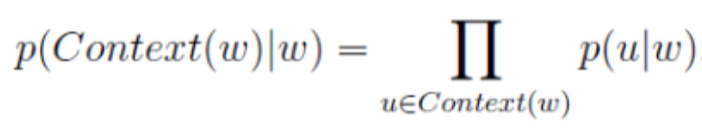 p(Context(w)|w) = ∏ p(u|w)
u∈Context(w)